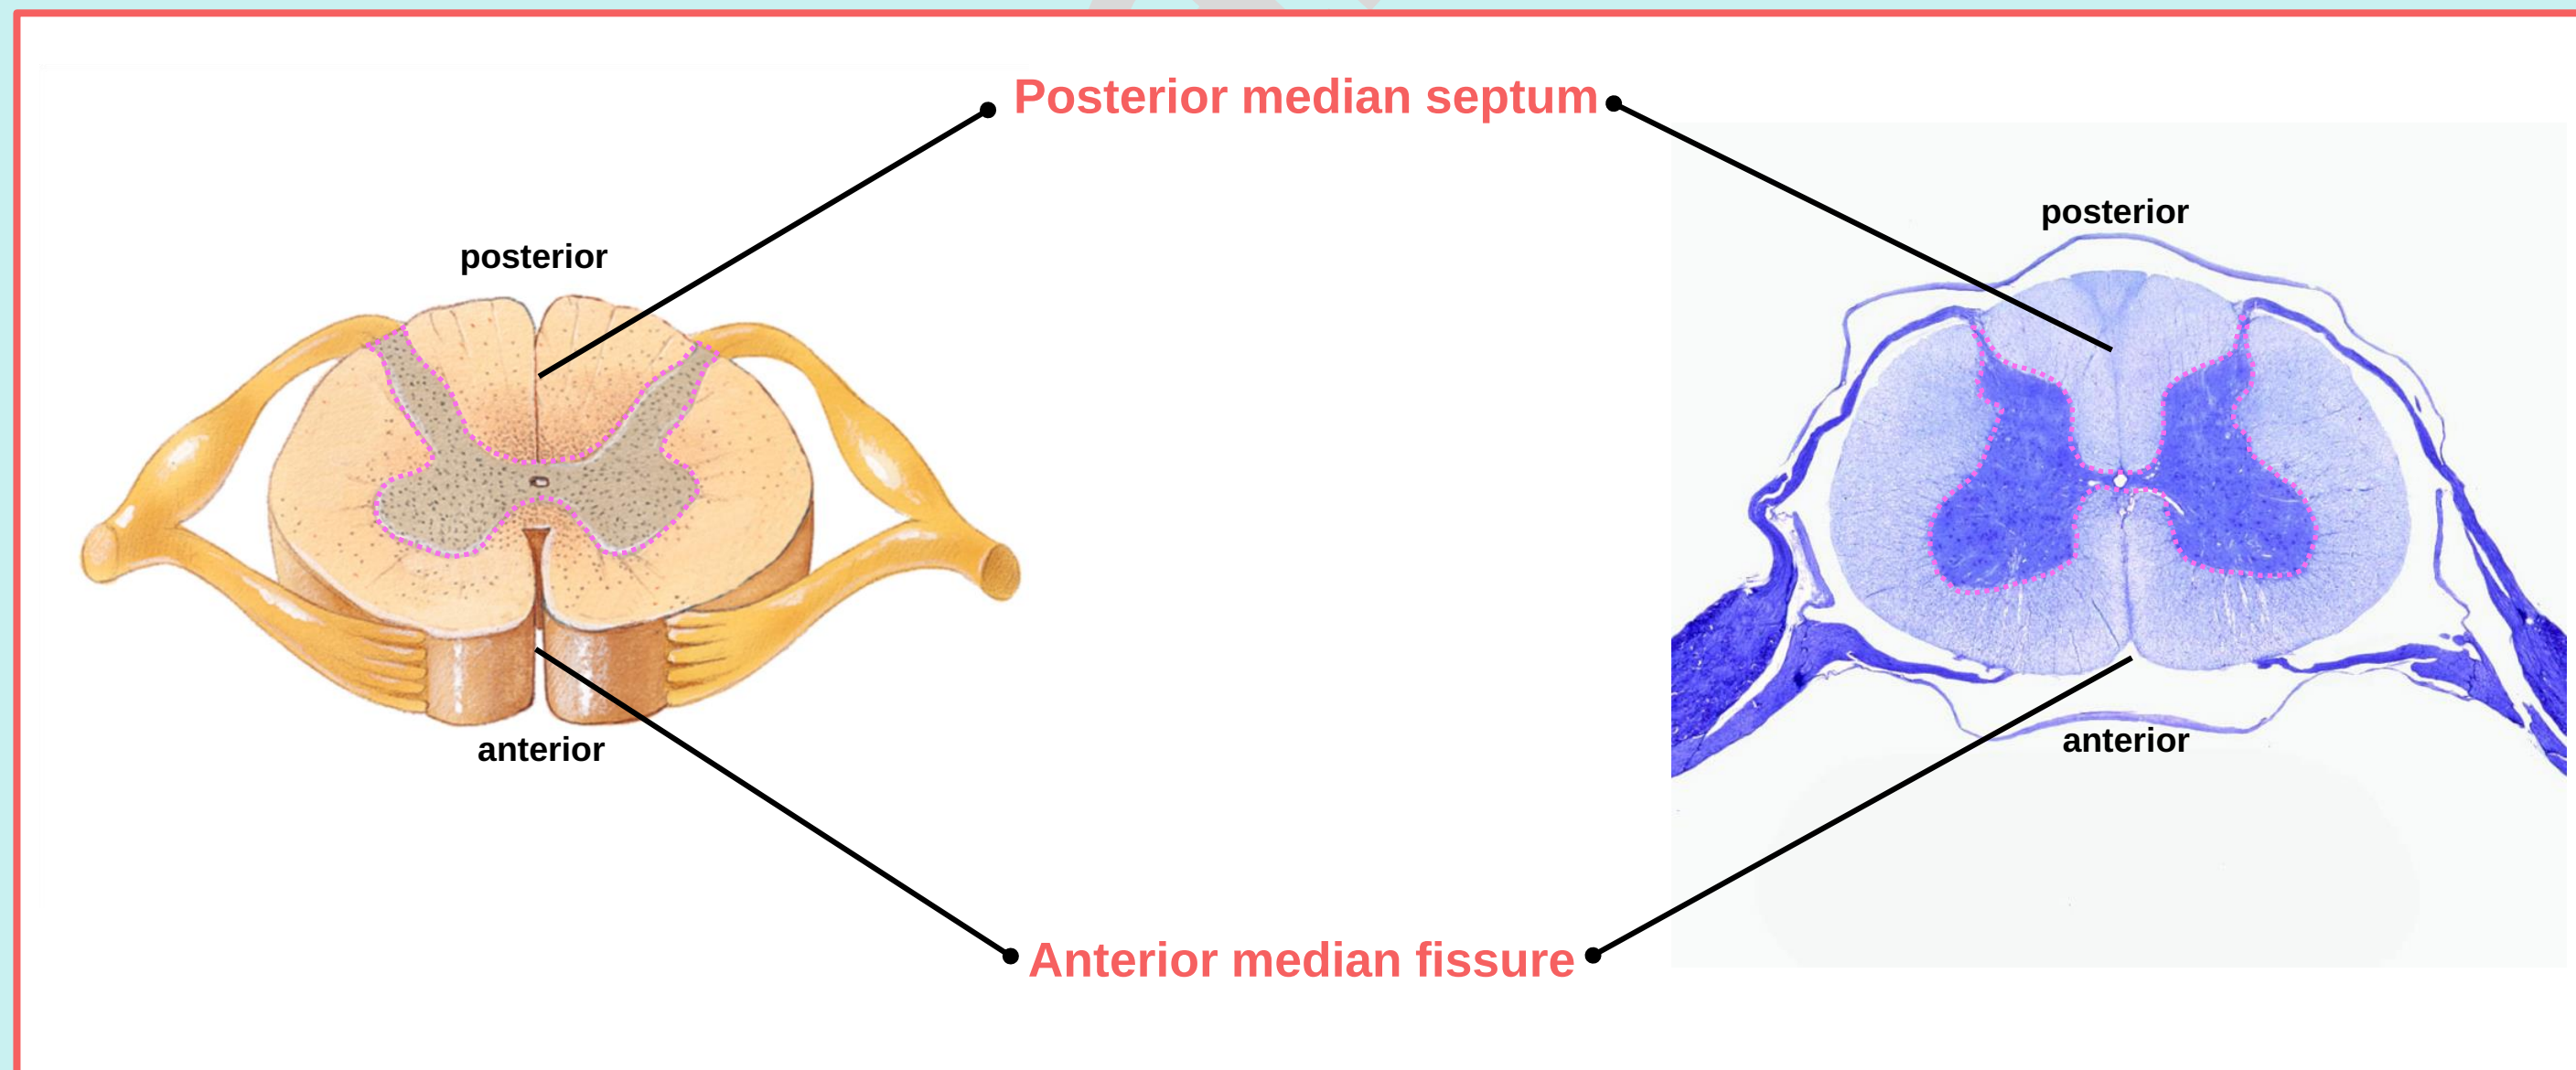 Posterior median septum
posterior
posterior
anterior
anterior
Anterior median fissure